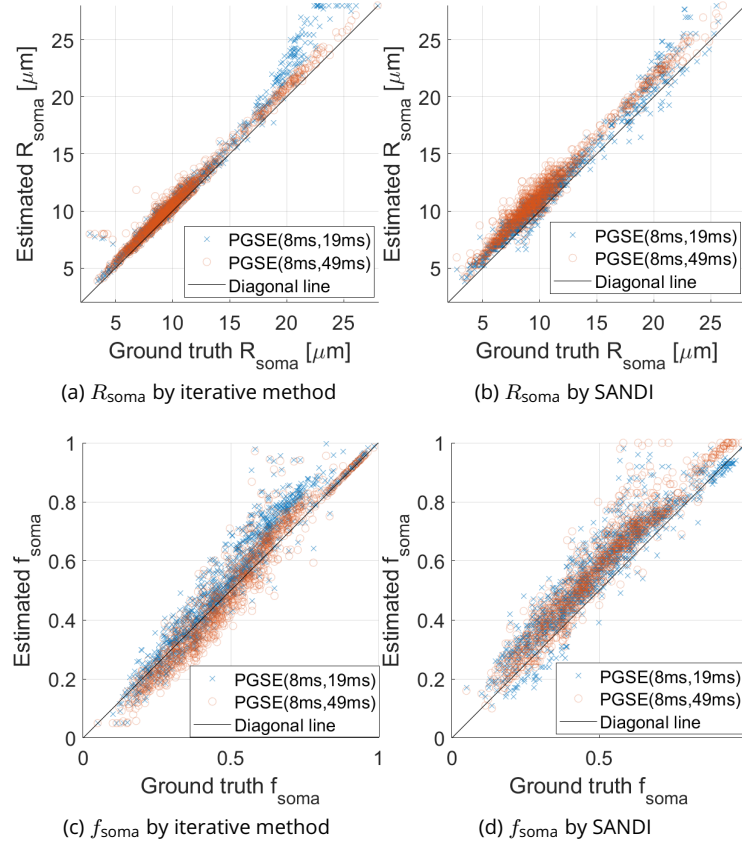 25
20
15
10
5
Estimated R_soma [μm]
PGSE(8ms,19ms)
PGSE(8ms,49ms)
Diagonal line
5 10 15 20 25
Ground truth R_soma [μm]
(a) R_soma by iterative method
25
20
15
10
5
Estimated R_soma [μm]
PGSE(8ms,19ms)
PGSE(8ms,49ms)
Diagonal line
5 10 15 20 25
Ground truth R_soma [μm]
(b) R_soma by SANDI
1
0.8
0.6
0.4
0.2
0
Estimated f_soma
PGSE(8ms,19ms)
PGSE(8ms,49ms)
Diagonal line
0 0.5 1
Ground truth f_soma
(c) f_soma by iterative method
1
0.8
0.6
0.4
0.2
0
Estimated f_soma
PGSE(8ms,19ms)
PGSE(8ms,49ms)
Diagonal line
0 0.5
Ground truth f_soma
(d) f_soma by SANDI